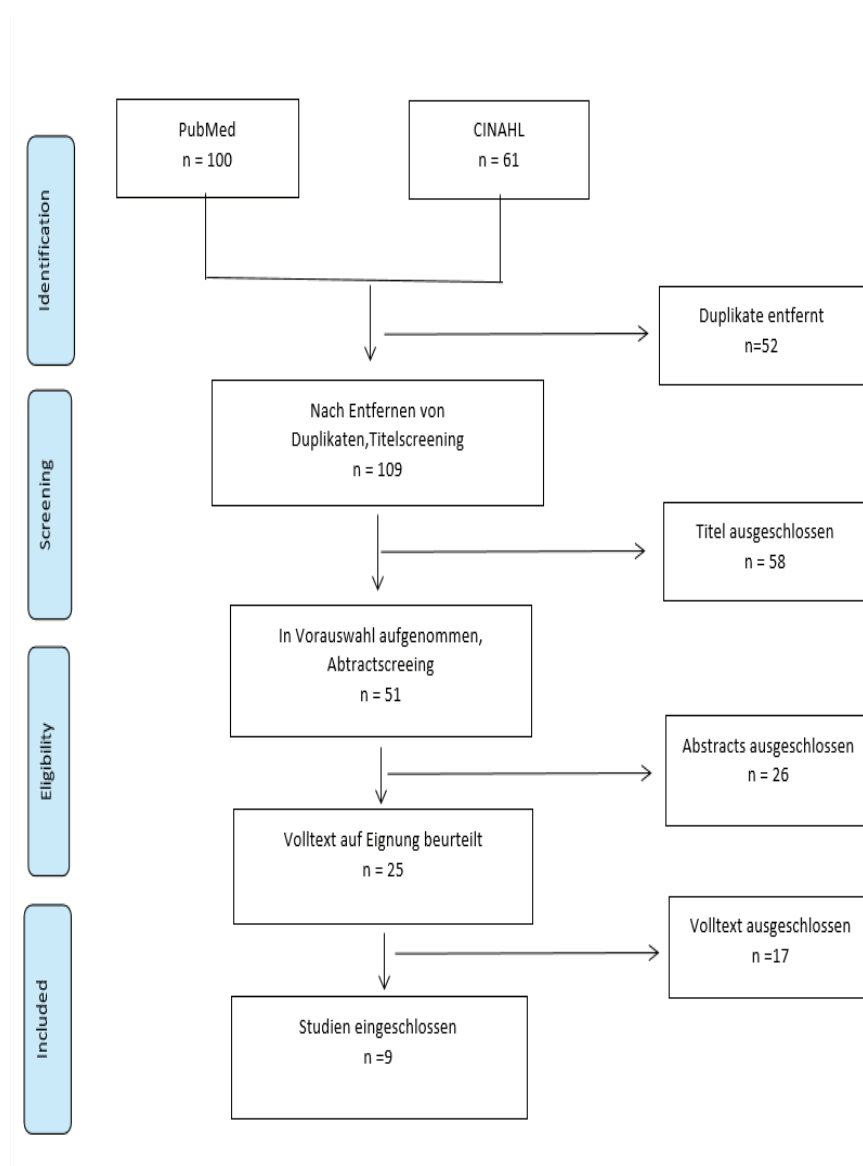 PubMed
n = 100
CINAHL
n = 61
Identification
Duplikate entfernt
n=52
Nach Entfernen von
Duplikaten,Titelscreening
n = 109
Screening
Titel ausgeschlossen
n = 58
In Vorauswahl aufgenommen,
Abtractscreeing
n = 51
Eligibility
Abstracts ausgeschlossen
n = 26
Volltext auf Eignung beurteilt
n = 25
Volltext ausgeschlossen
n =17
Included
Studien eingeschlossen
n =9